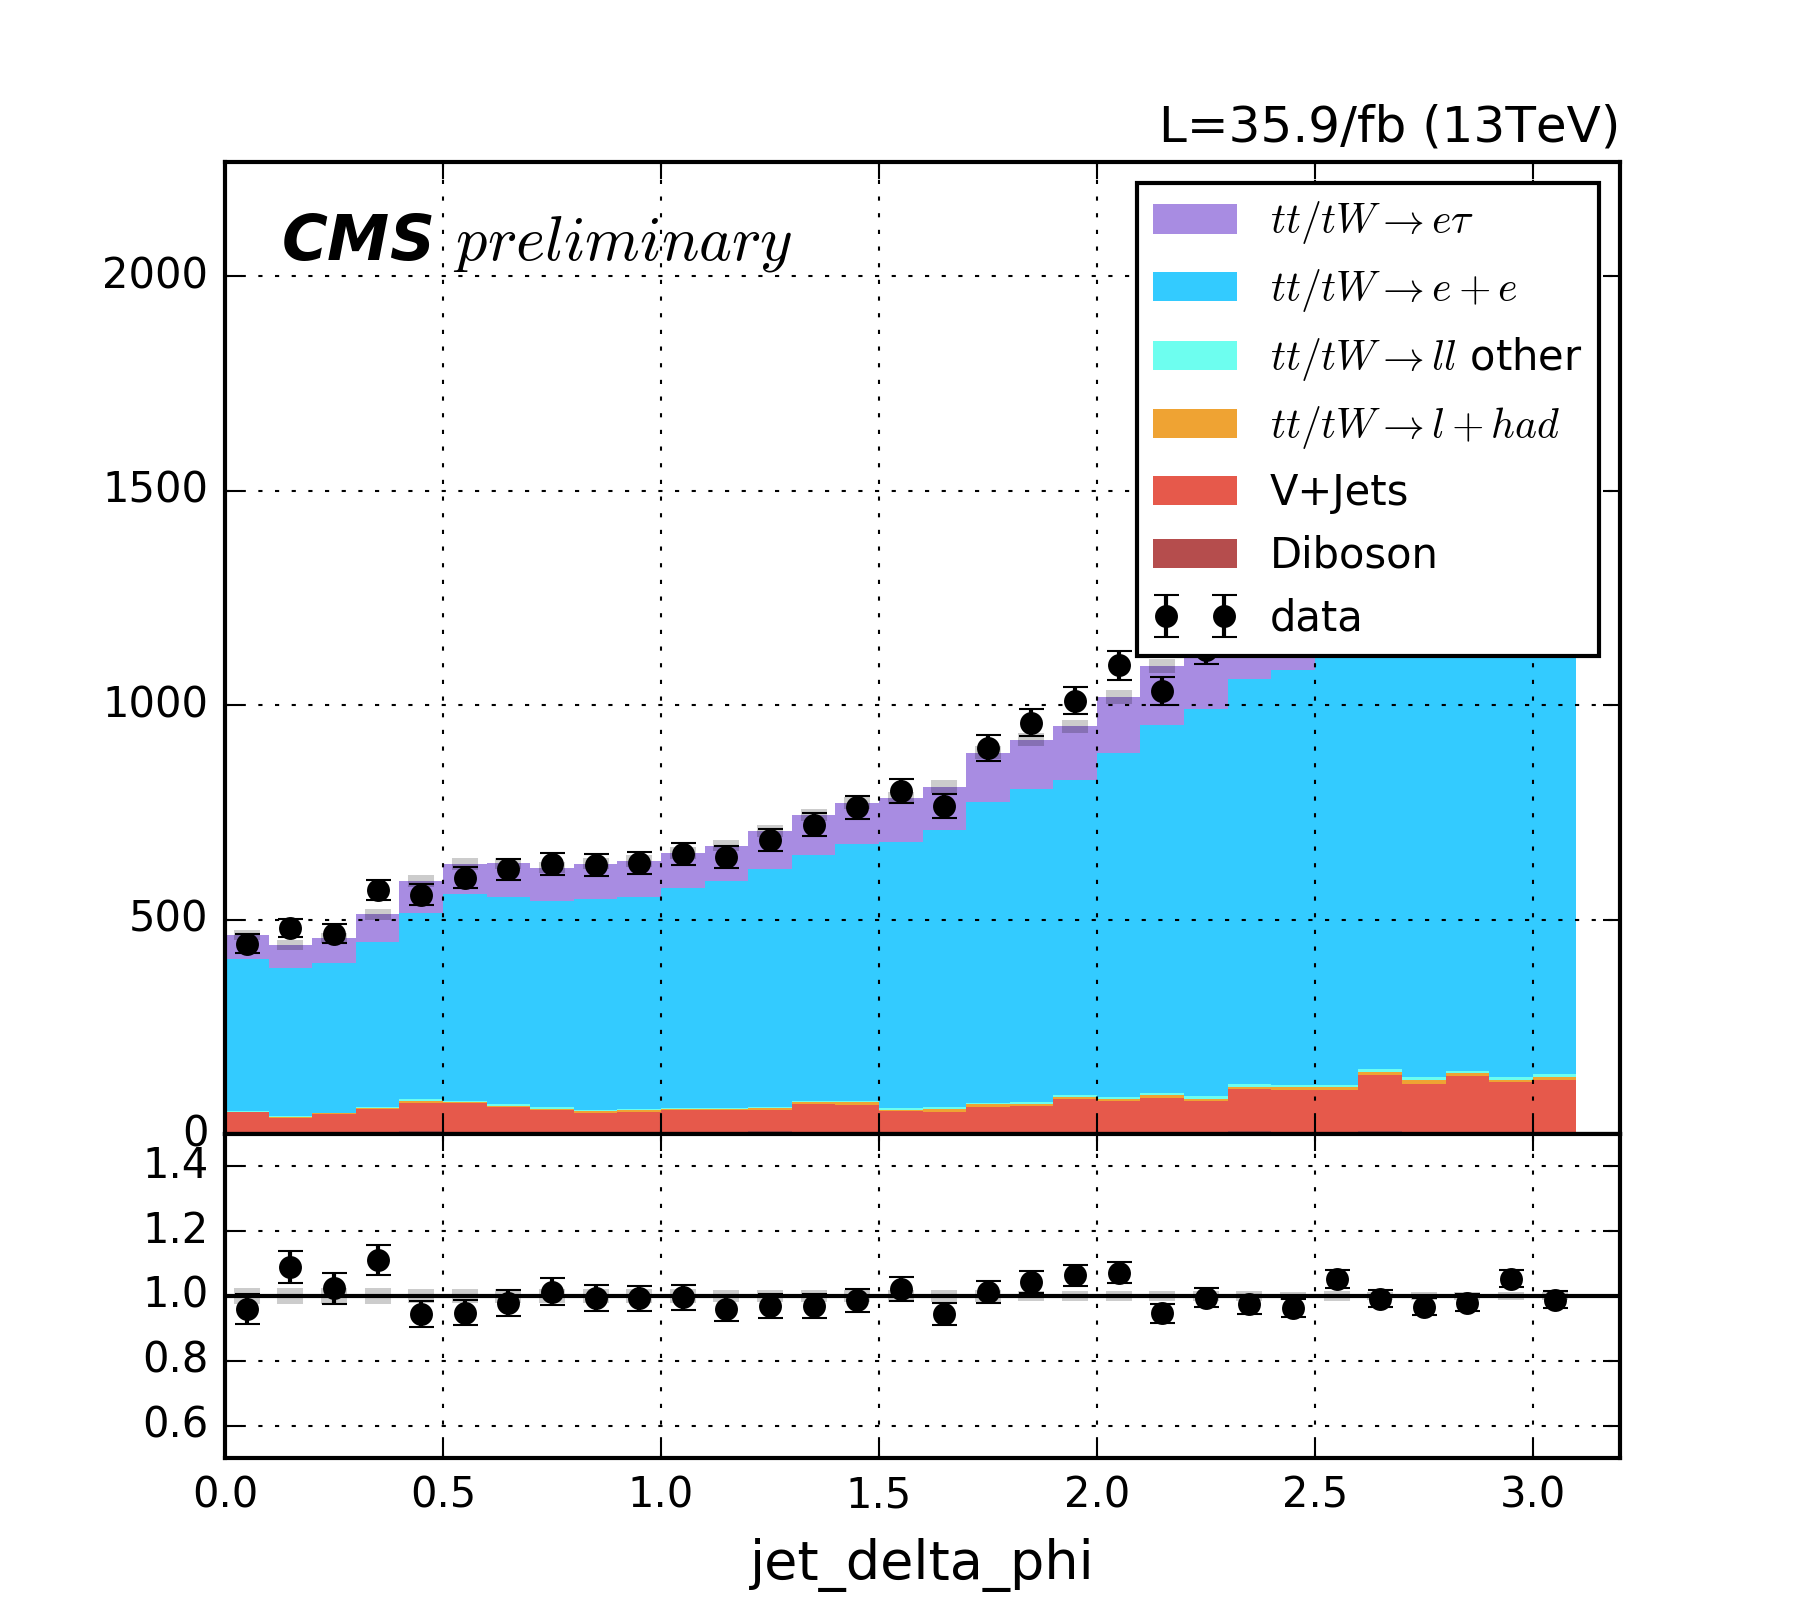 L=35.9/fb (13TeV)
CMS preliminary
tt/tW→eτ
tt/tW→e+e
tt/tW→ll other
tt/tW→l+had
V+Jets
Diboson
data
2000
1500
1000
500
0
1.4
1.2
1.0
0.8
0.6
0.0 0.5 1.0 1.5 2.0 2.5 3.0
jet_delta_phi